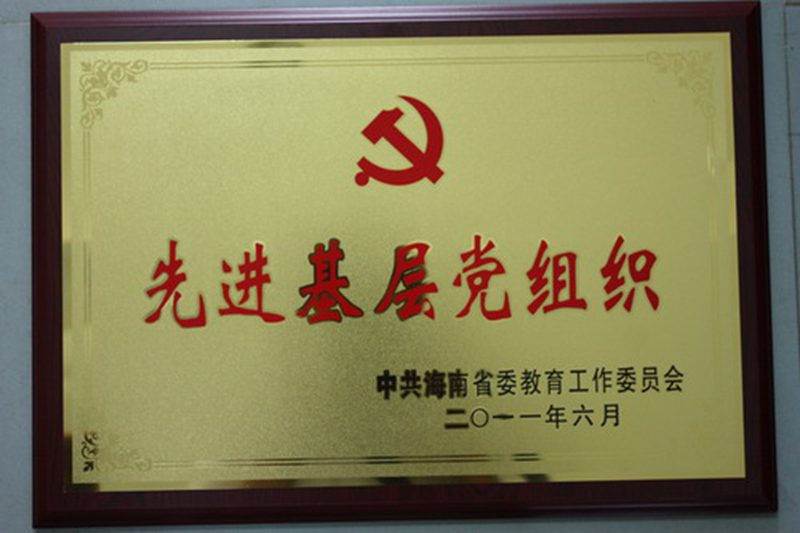 先进基层党组织
中共海南省委教育工作委员会
二〇一一年六月